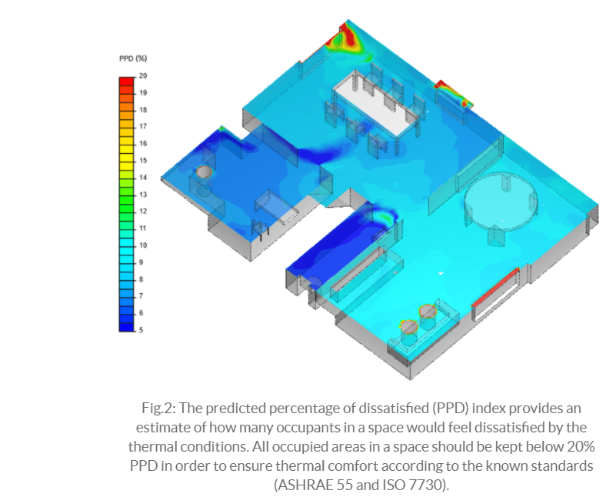 PPD (%)
20
19
18
17
16
15
14
13
12
11
10
9
8
7
6
5
Fig.2: The predicted percentage of dissatisfied (PPD) index provides an
estimate of how many occupants in a space would feel dissatisfied by the
thermal conditions. All occupied areas in a space should be kept below 20%
PPD in order to ensure thermal comfort according to the known standards
(ASHRAE 55 and ISO 7730).